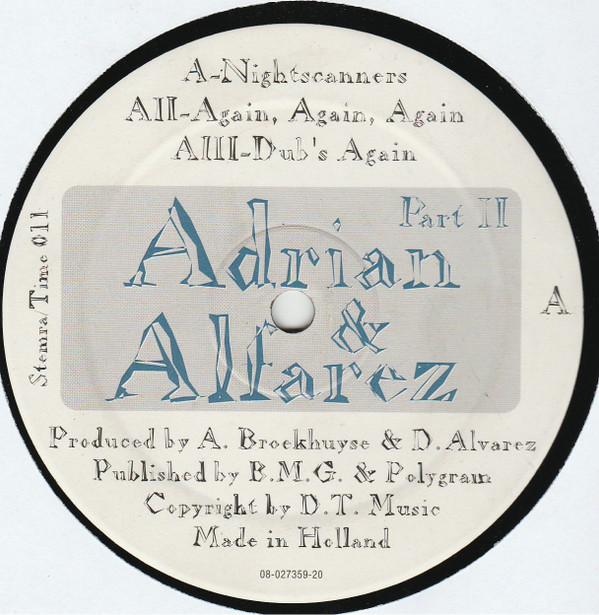 A-Nightscanners
AII-Again, Again, Again
AIII-Dub's Again
Part II
Adrian
&
Alfarez
Stemra/Time 011
A
Produced by A. Broekhuyse & D.Alvarez
Published by B.M.G. & Polygram
Copyright by D.T. Music
Made in Holland
08-027359-20